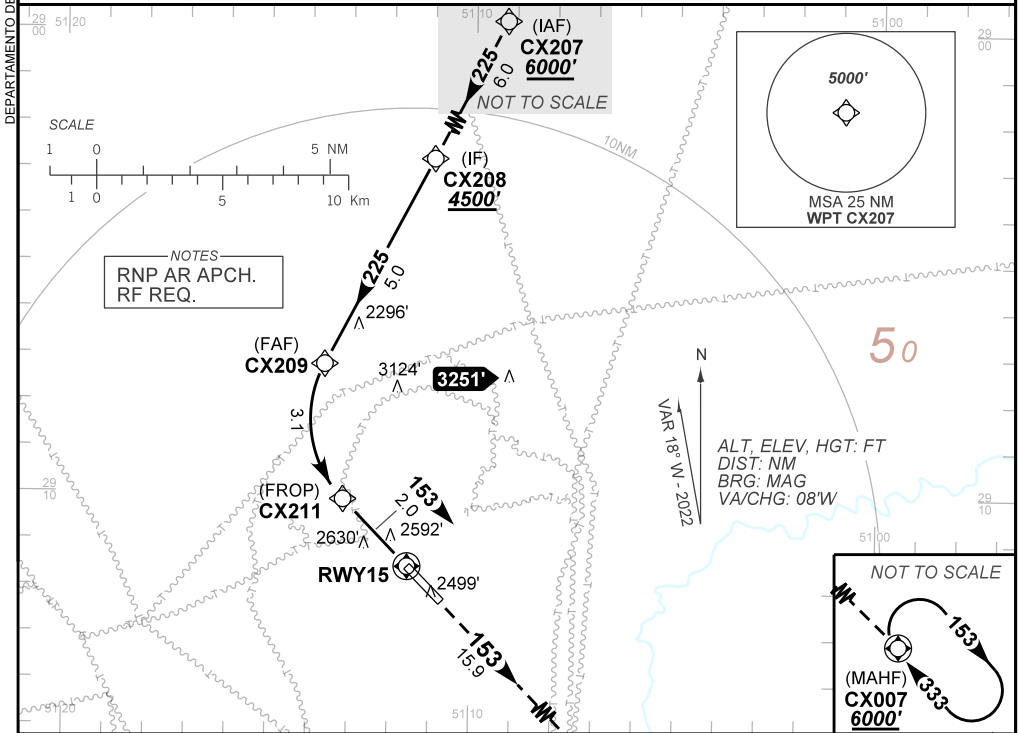 DEPARTAMENTO DE
29 00
51 20
51 10
51 00
29 00
(IAF)
CX207
6000'
225
6.0
NOT TO SCALE
5000'
MSA 25 NM
WPT CX207
SCALE
1 0 5 NM
1 0 5 10 Km
10NM
(IF)
CX208
4500'
NOTES
RNP AR APCH.
RF REQ.
225
5.0
2296'
(FAF)
CX209
3124'
3251'
50
N
VAR 18° W - 2022
ALT, ELEV, HGT: FT
DIST: NM
BRG: MAG
VA/CHG: 08'W
3.1
(FROP)
CX211
153
2.0
29 10
29 10
2630'
2592'
51 00
RWY15
2499'
NOT TO SCALE
153
15.9
153
333
(MAHF)
CX007
6000'
51 20
51 10